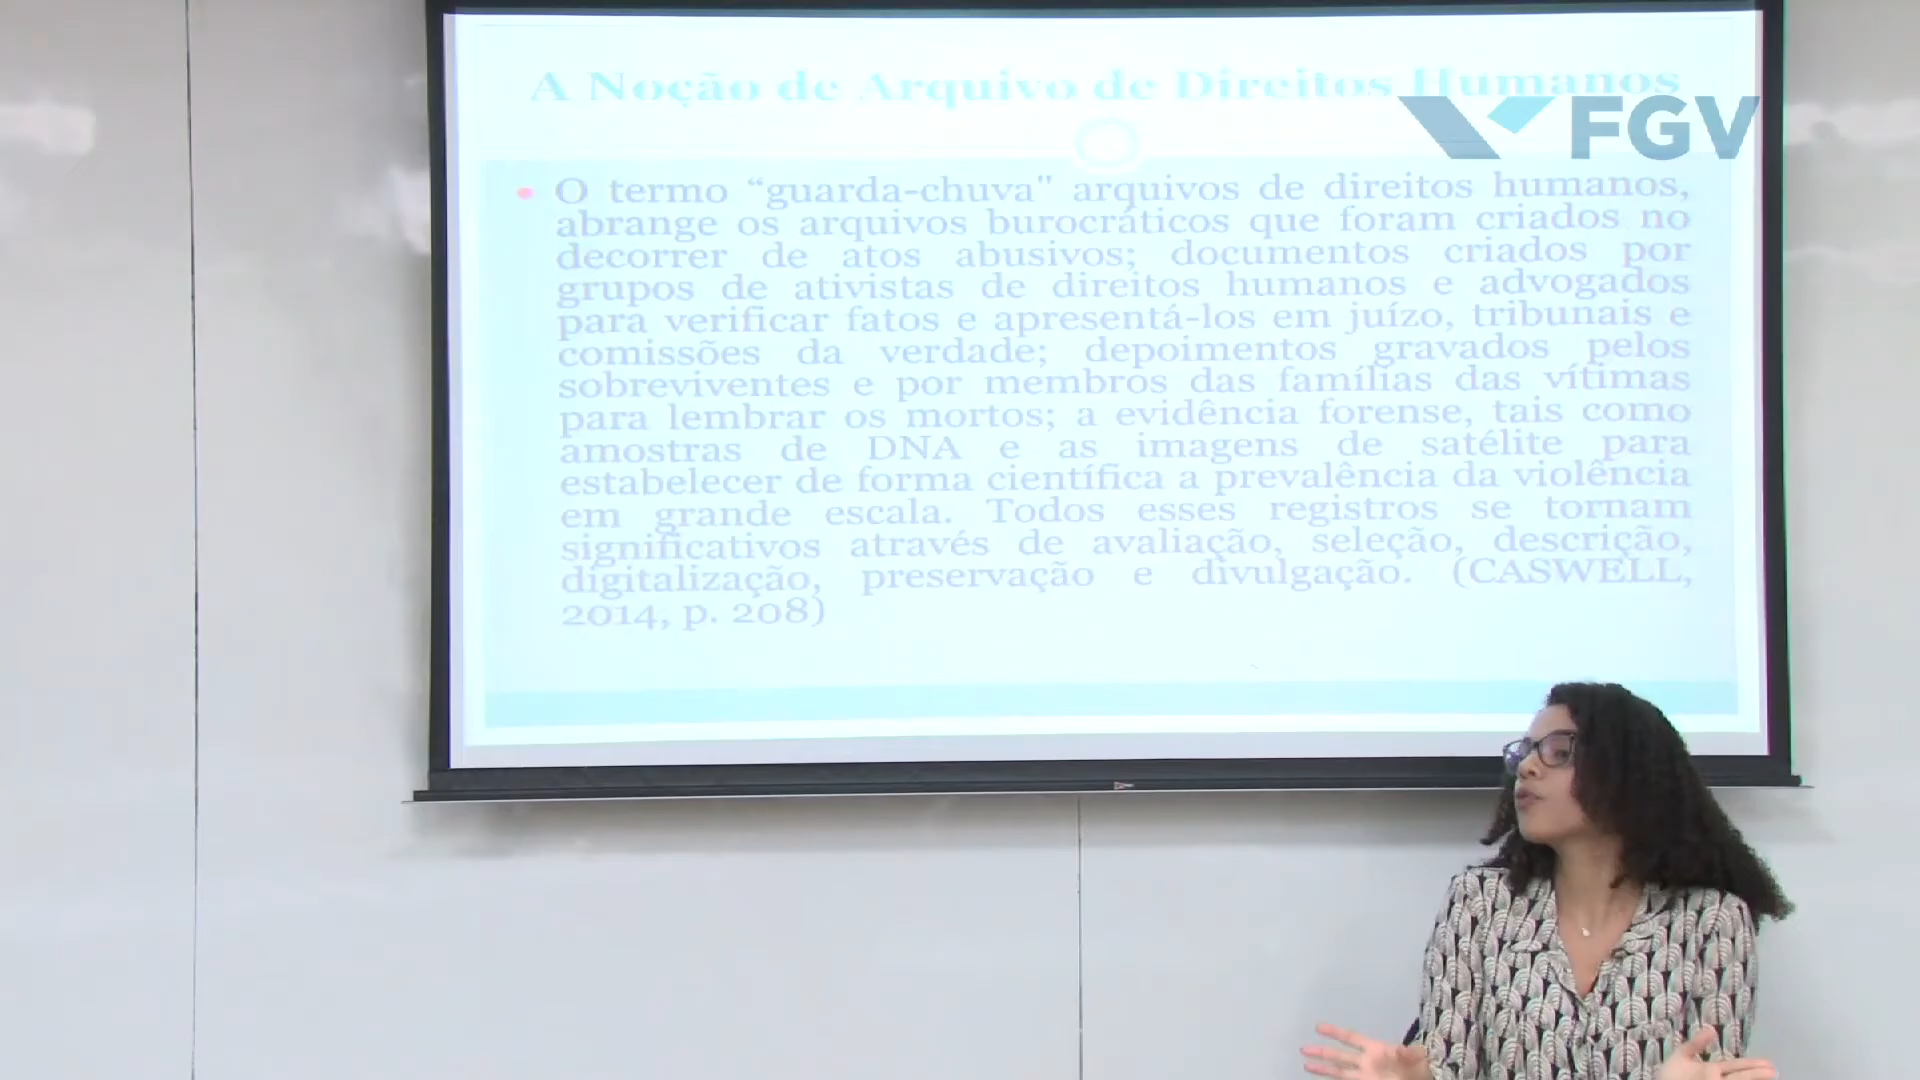 A Noção de Arquivo de Direitos Humanos
FGV
• O termo “guarda-chuva" arquivos de direitos humanos,
abrange os arquivos burocráticos que foram criados no
decorrer de atos abusivos; documentos criados por
grupos de ativistas de direitos humanos e advogados
para verificar fatos e apresentá-los em juízo, tribunais e
comissões da verdade; depoimentos gravados pelos
sobreviventes e por membros das famílias das vítimas
para lembrar os mortos; a evidência forense, tais como
amostras de DNA e as imagens de satélite para
estabelecer de forma científica a prevalência da violência
em grande escala. Todos esses registros se tornam
significativos através de avaliação, seleção, descrição,
digitalização, preservação e divulgação. (CASWELL,
2014, p. 208)